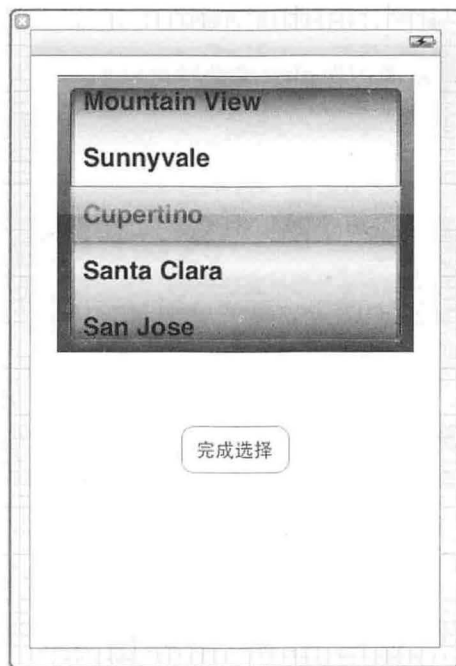 Mountain View
Sunnyvale
Cupertino
Santa Clara
San Jose
完成选择